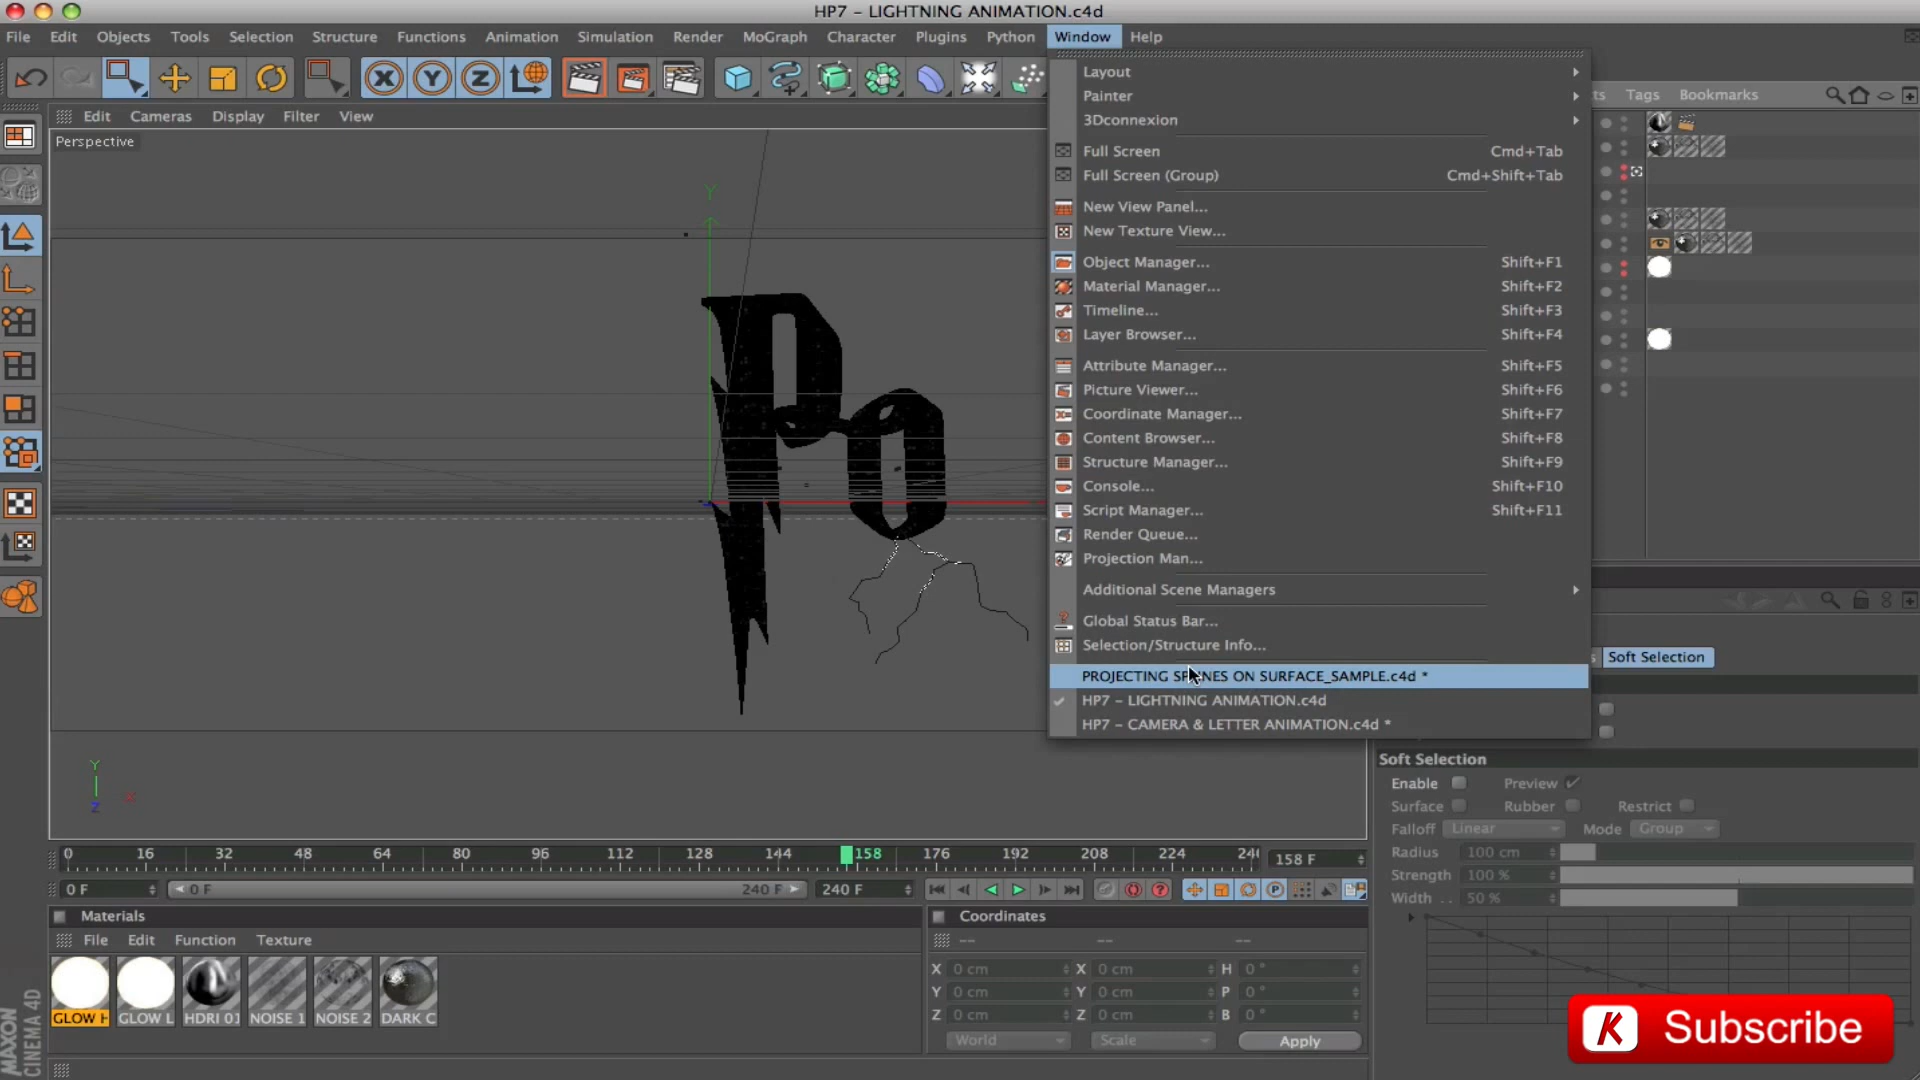 HP7 – LIGHTNING ANIMATION.c4d
File Edit Objects Tools Selection Structure Functions Animation Simulation Render MoGraph Character Plugins Python Window Help
Edit Cameras Display Filter View
Perspective
Y
Layout
Painter
3Dconnexion
Full Screen Cmd+Tab
Full Screen (Group) Cmd+Shift+Tab
New View Panel...
New Texture View...
Object Manager... Shift+F1
Material Manager... Shift+F2
Timeline... Shift+F3
Layer Browser... Shift+F4
Attribute Manager... Shift+F5
Picture Viewer... Shift+F6
Coordinate Manager... Shift+F7
Content Browser... Shift+F8
Structure Manager... Shift+F9
Console... Shift+F10
Script Manager... Shift+F11
Render Queue...
Projection Man...
Additional Scene Managers
Global Status Bar...
Selection/Structure Info...
HP7 – LIGHTNING ANIMATION.c4d
HP7 – CAMERA & LETTER ANIMATION.c4d *
Tags Bookmarks
Po
Y
Z X
Soft Selection
Soft Selection
Enable Preview
Surface Rubber Restrict
Falloff Linear Mode Group
Radius 100 cm
Strength 100 %
Width . . 50 %
0 16 32 48 64 80 96 112 128 144 158 176 192 208 224 158 F
0 F 0 F 240 F 240 F
Materials
File Edit Function Texture
GLOW H GLOW L HDRI 01 NOISE 1 NOISE 2 DARK C
Coordinates
-- -- --
X 0 cm X 0 cm H 0 °
Y 0 cm Y 0 cm P 0 °
Z 0 cm Z 0 cm B 0 °
World Scale Apply
MAXON
CINEMA 4D
K Subscribe